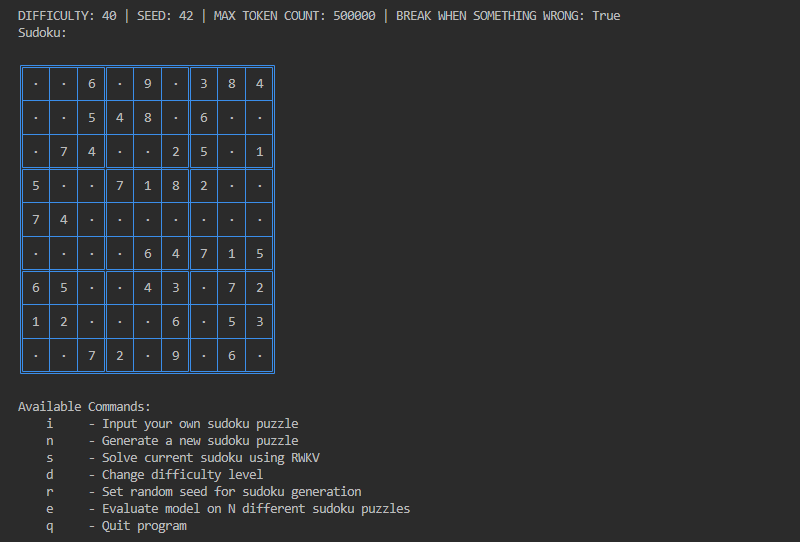 DIFFICULTY: 40 | SEED: 42 | MAX TOKEN COUNT: 500000 | BREAK WHEN SOMETHING WRONG: True
Sudoku:
· · 6 · 9 · 3 8 4
· · 5 4 8 · 6 · ·
· 7 4 · · 2 5 · 1
5 · · 7 1 8 2 · ·
7 4 · · · · · · ·
· · · · 6 4 7 1 5
6 5 · · 4 3 · 7 2
1 2 · · · 6 · 5 3
· · 7 2 · 9 · 6 ·
Available Commands:
i - Input your own sudoku puzzle
n - Generate a new sudoku puzzle
s - Solve current sudoku using RWKV
d - Change difficulty level
r - Set random seed for sudoku generation
e - Evaluate model on N different sudoku puzzles
q - Quit program